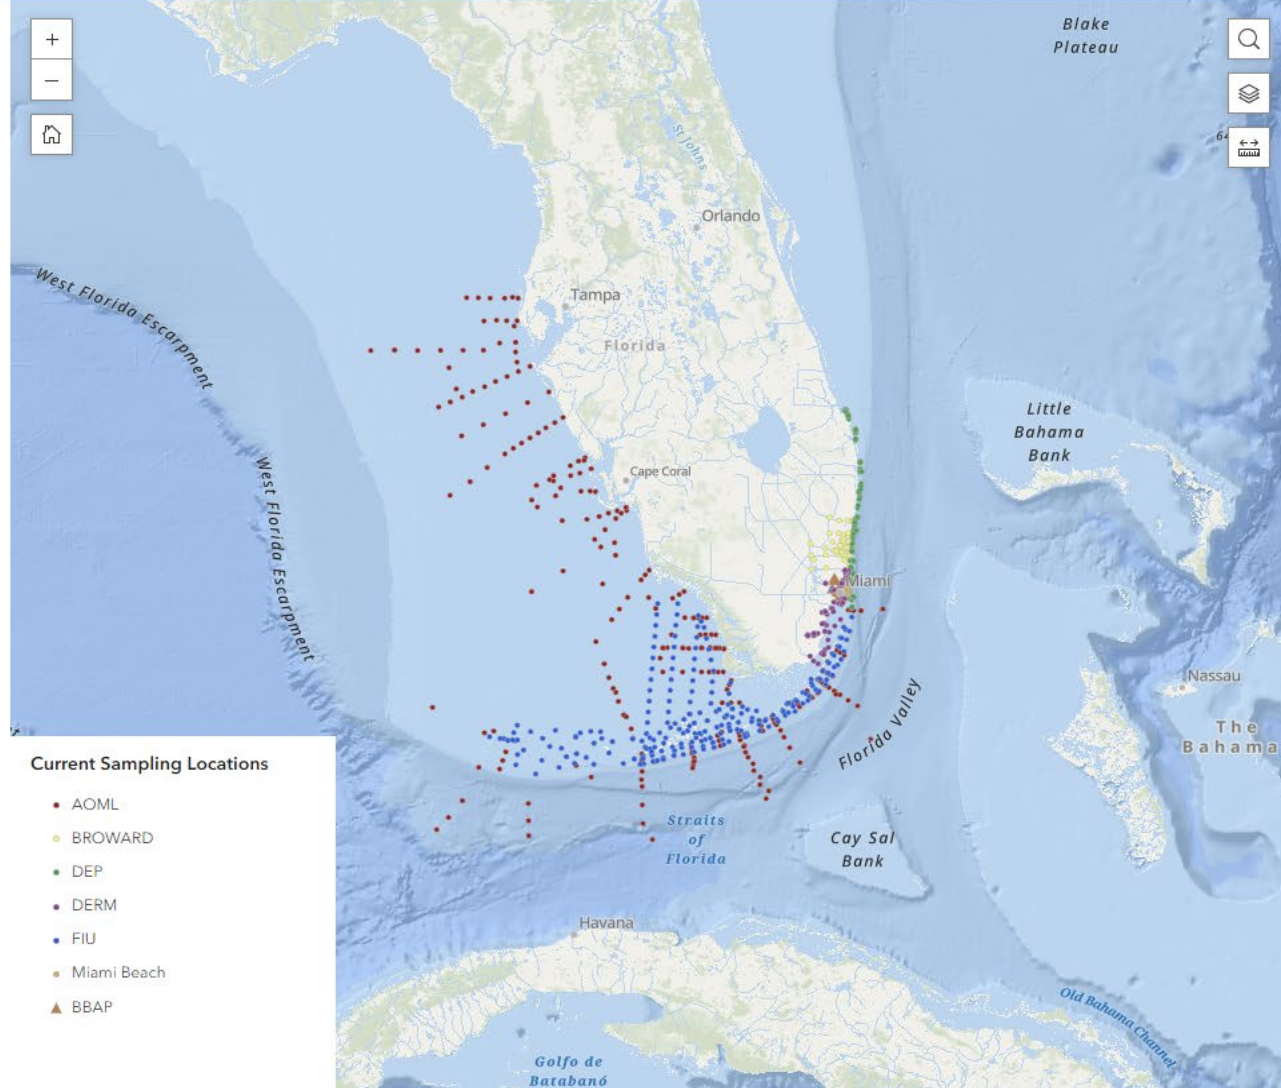 Blake
Plateau
+
−
64
St Johns
Orlando
West Florida Escarpment
Tampa
Florida
Little
Bahama
Bank
West Florida Escarpment
Cape Coral
Miami
Nassau
The
Bahama
Florida Valley
Current Sampling Locations
AOML
BROWARD
DEP
DERM
FIU
Miami Beach
BBAP
Straits
of
Florida
Cay Sal
Bank
Havana
Old Bahama Channel
Golfo de
Batabanó